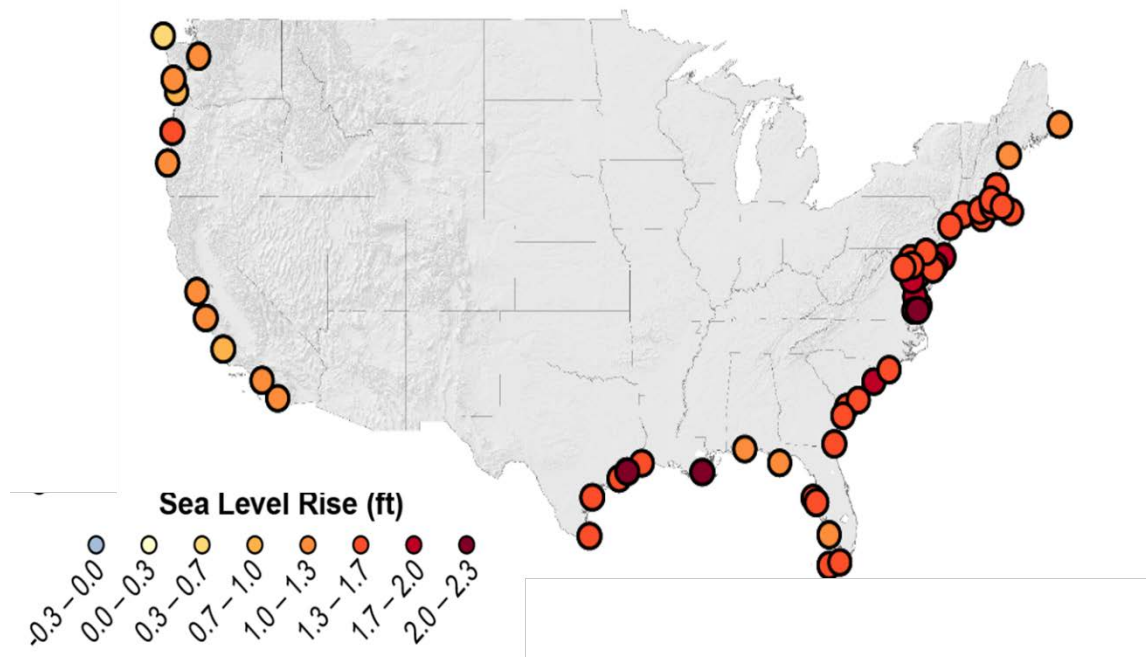 Sea Level Rise (ft)
-0.3 – 0.0
0.0 – 0.3
0.3 – 0.7
0.7 – 1.0
1.0 – 1.3
1.3 – 1.7
1.7 – 2.0
2.0 – 2.3